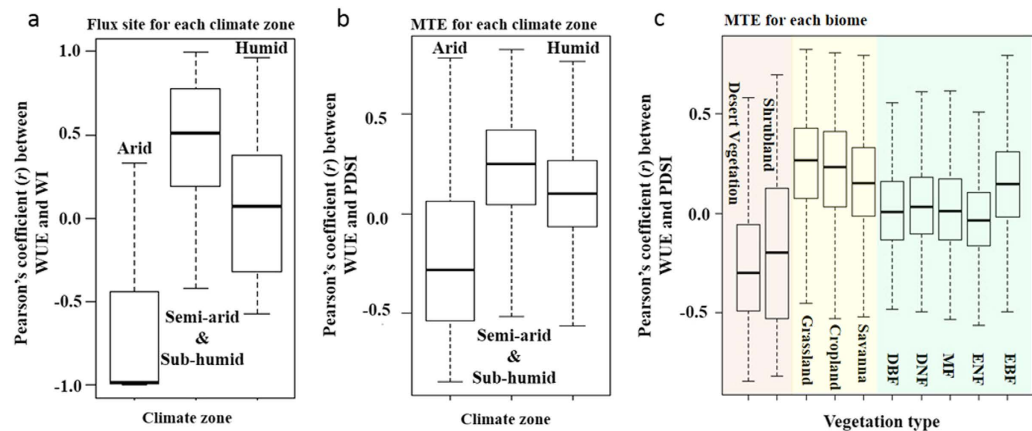 a
Flux site for each climate zone
Pearson's coefficient (r) between
WUE and WI
1.0
0.5
0.0
-0.5
-1.0
Arid
Humid
Semi-arid
&
Sub-humid
Climate zone
b
MTE for each climate zone
Pearson's coefficient (r) between
WUE and PDSI
0.5
0.0
-0.5
Arid
Humid
Semi-arid
&
Sub-humid
Climate zone
c
MTE for each biome
Pearson's coefficient (r) between
WUE and PDSI
0.5
0.0
-0.5
Desert Vegetation
Shrubland
Grassland
Cropland
Savanna
DBF
DNF
MF
ENF
EBF
Vegetation type